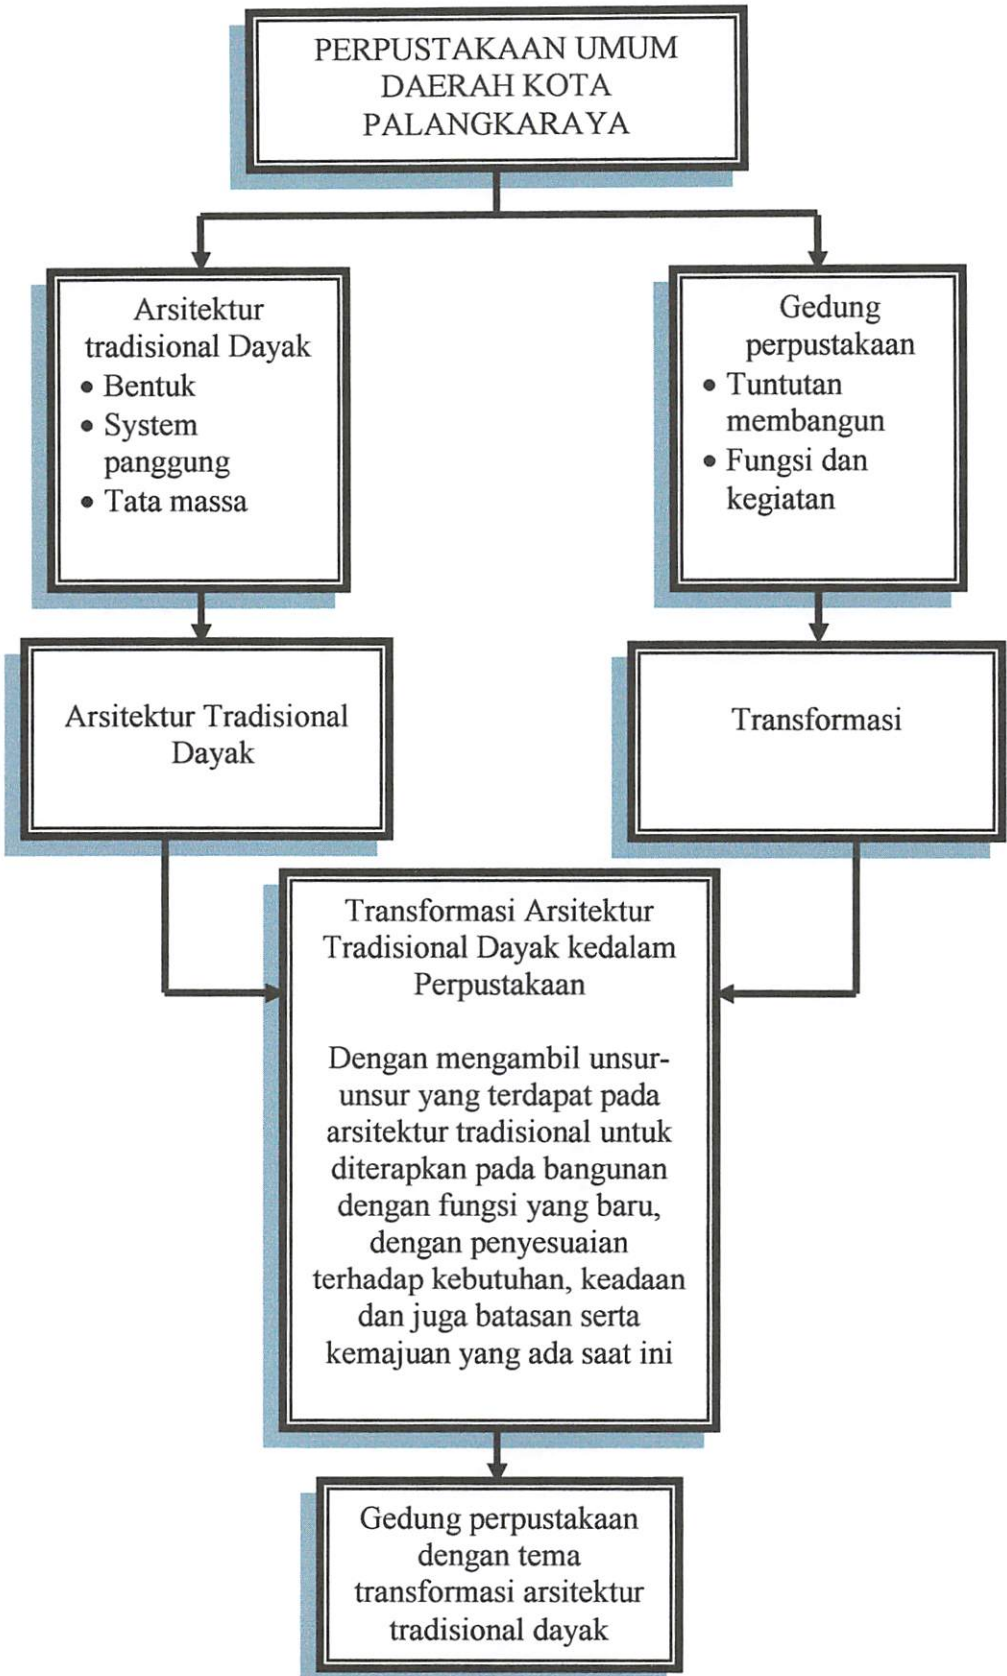 PERPUSTAKAAN UMUM
DAERAH KOTA
PALANGKARAYA
Arsitektur
tradisional Dayak
• Bentuk
• System
panggung
• Tata massa
Gedung
perpustakaan
• Tuntutan
membangun
• Fungsi dan
kegiatan
Arsitektur Tradisional
Dayak
Transformasi
Transformasi Arsitektur
Tradisional Dayak kedalam
Perpustakaan
Dengan mengambil unsur-
unsur yang terdapat pada
arsitektur tradisional untuk
diterapkan pada bangunan
dengan fungsi yang baru,
dengan penyesuaian
terhadap kebutuhan, keadaan
dan juga batasan serta
kemajuan yang ada saat ini
Gedung perpustakaan
dengan tema
transformasi arsitektur
tradisional dayak